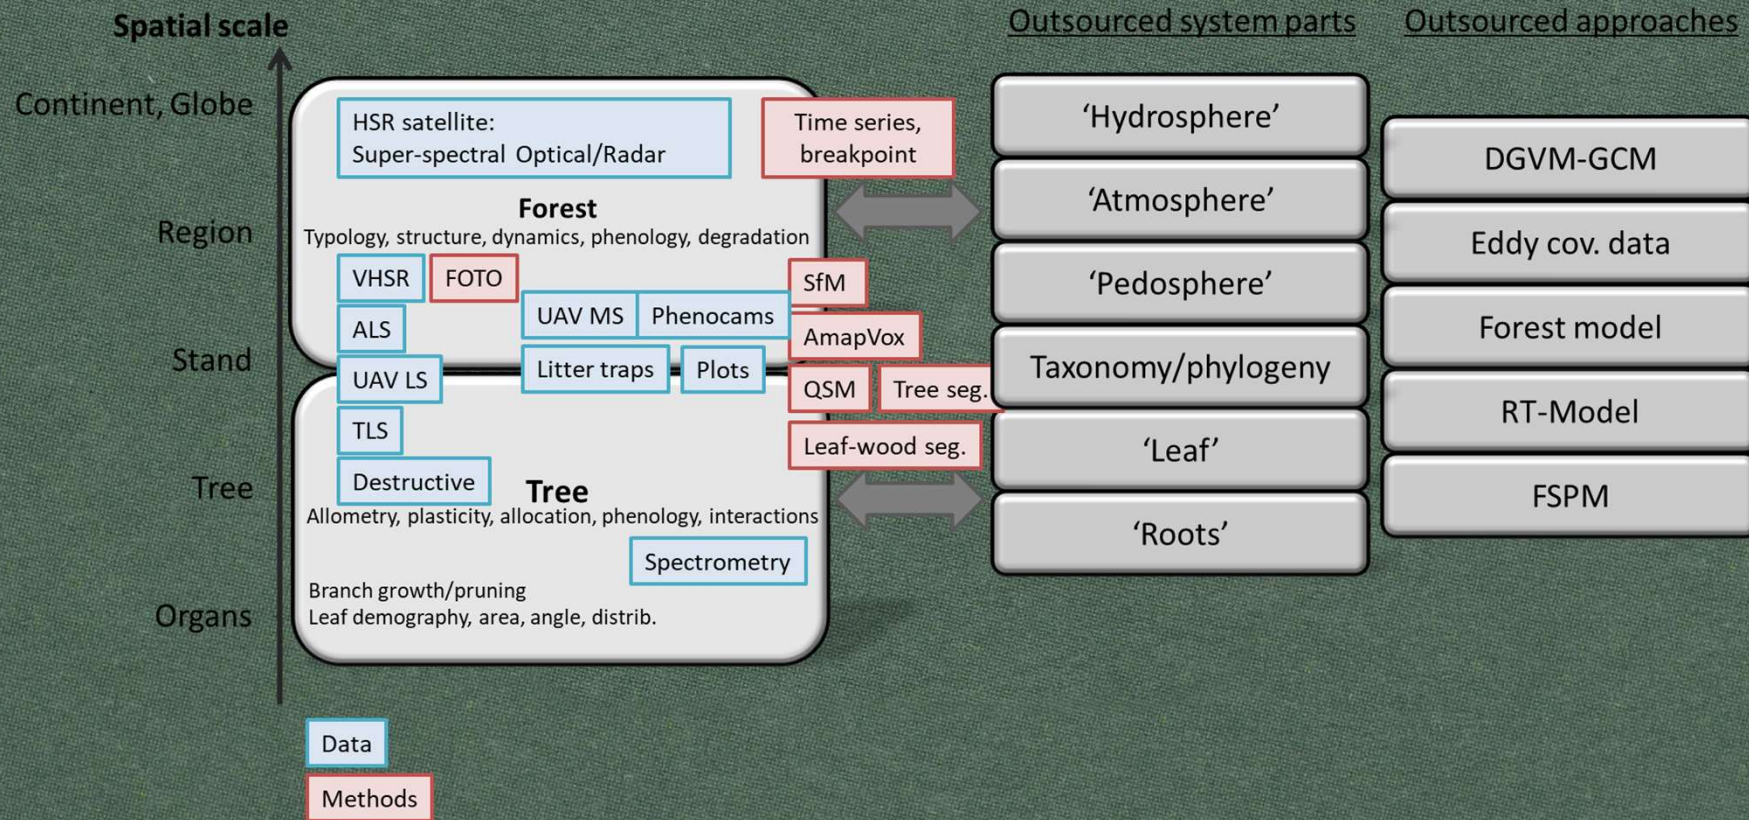 Spatial scale
Continent, Globe
Region
Stand
Tree
Organs
HSR satellite:
Super-spectral Optical/Radar
Time series,
breakpoint
Forest
Typology, structure, dynamics, phenology, degradation
VHSR
FOTO
SfM
UAV MS
Phenocams
ALS
AmapVox
UAV LS
Litter traps
Plots
QSM
Tree seg.
TLS
Leaf-wood seg.
Destructive
Tree
Allometry, plasticity, allocation, phenology, interactions
Spectrometry
Branch growth/pruning
Leaf demography, area, angle, distrib.
Data
Methods
Outsourced system parts
‘Hydrosphere’
‘Atmosphere’
‘Pedosphere’
Taxonomy/phylogeny
‘Leaf’
‘Roots’
Outsourced approaches
DGVM-GCM
Eddy cov. data
Forest model
RT-Model
FSPM